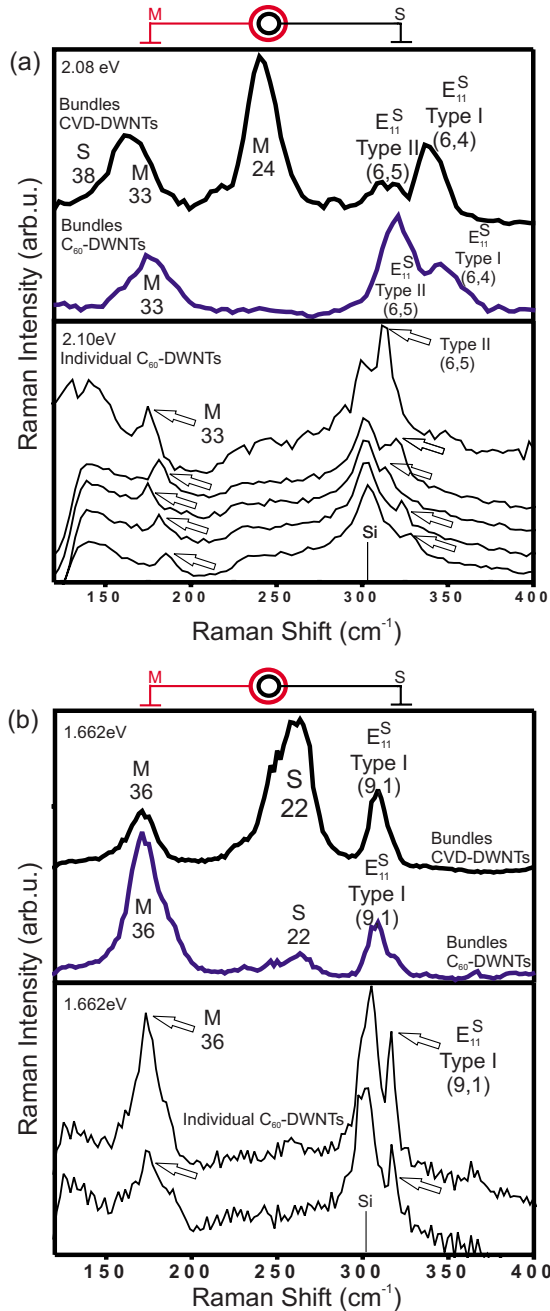 M
S
(a)
2.08 eV
Bundles
CVD-DWNTs
S
38
M
33
M
24
E₁₁ˢ
Type II
(6,5)
E₁₁ˢ
Type I
(6,4)
Bundles
C₆₀-DWNTs
M
33
E₁₁ˢ
Type II
(6,5)
E₁₁ˢ
Type I
(6,4)
2.10eV
Individual C₆₀-DWNTs
M
33
Type II
(6,5)
Si
Raman Intensity (arb.u.)
150 200 250 300 350 400
Raman Shift (cm⁻¹)
M
S
(b)
1.662eV
M
36
S
22
E₁₁ˢ
Type I
(9,1)
Bundles
CVD-DWNTs
M
36
S
22
E₁₁ˢ
Type I
(9,1)
Bundles
C₆₀-DWNTs
1.662eV
M
36
E₁₁ˢ
Type I
(9,1)
Individual C₆₀-DWNTs
Si
Raman Intensity (arb.u.)
150 200 250 300 350 400
Raman Shift (cm⁻¹)